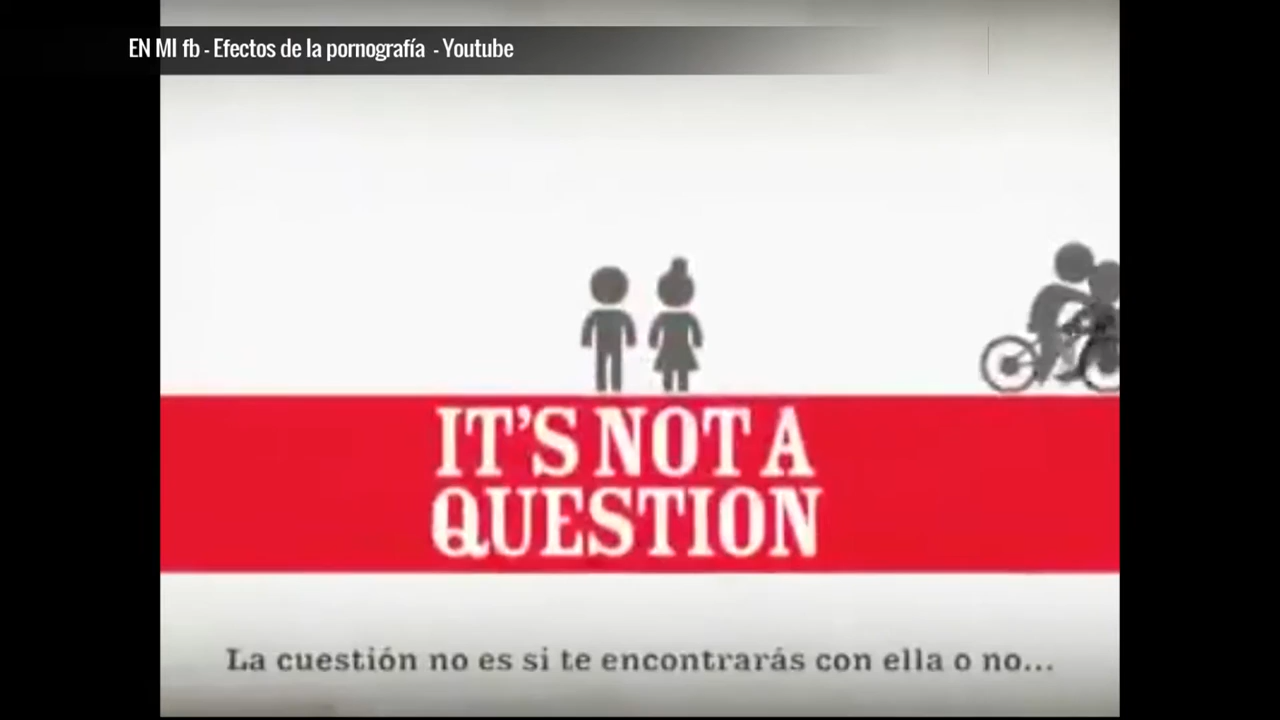 EN MI fb - Efectos de la pornografía - Youtube
IT'S NOT A
QUESTION
La cuestión no es si te encontrarás con ella o no...